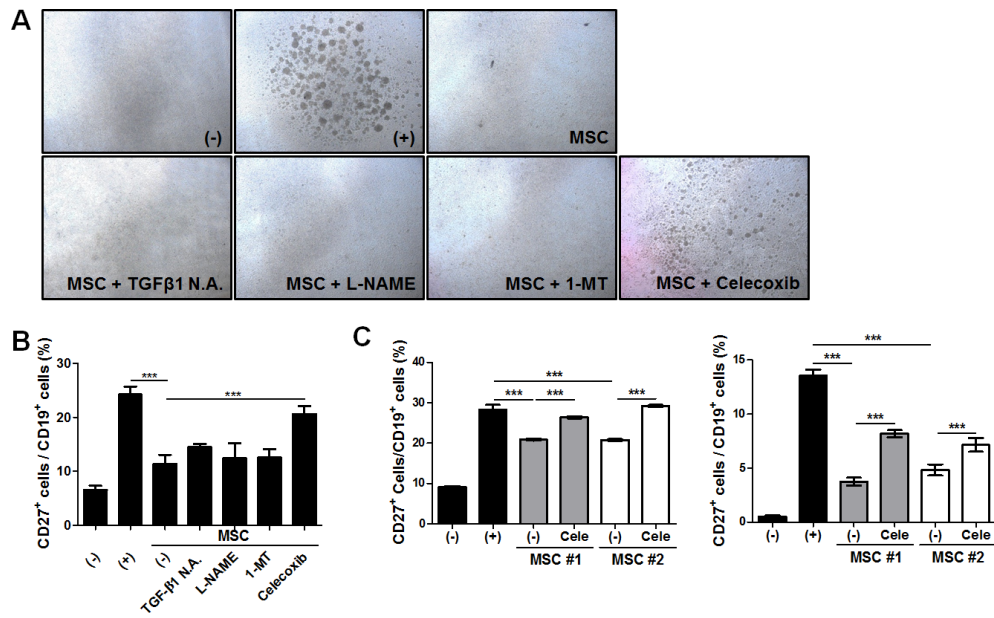 A
(-)
(+)
MSC
MSC + TGFβ1 N.A.
MSC + L-NAME
MSC + 1-MT
MSC + Celecoxib
B
CD27+ cells / CD19+ cells (%)
30
20
10
0
***
***
(-)
(+)
(-)
TGF-β1 N.A.
L-NAME
1-MT
Celecoxib
MSC
C
CD27+ Cells/CD19+ cells (%)
40
30
20
10
0
***
*** *** ***
(-) (+) (-) Cele (-) Cele
MSC #1 MSC #2
CD27+ cells / CD19+ cells (%)
15
10
5
0
***
***
*** ***
(-) (+) (-) Cele (-) Cele
MSC #1 MSC #2